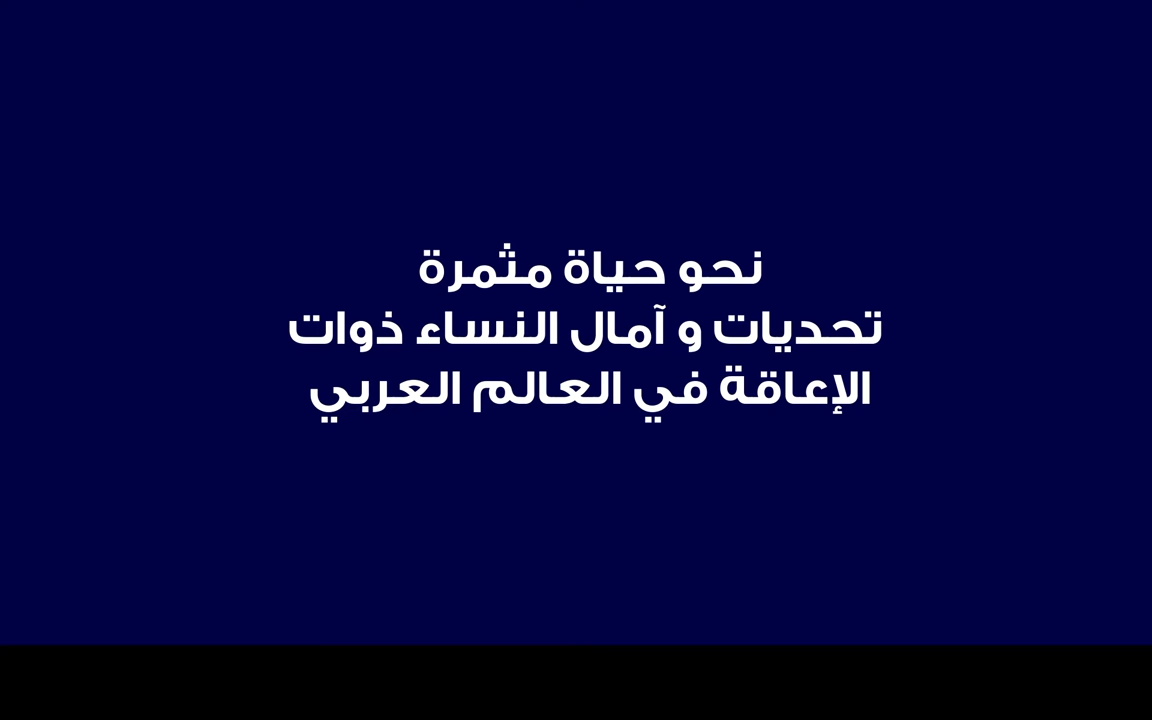 نحو حياة مثمرة
تحديات و آمال النساء ذوات
الإعاقة في العالم العربي